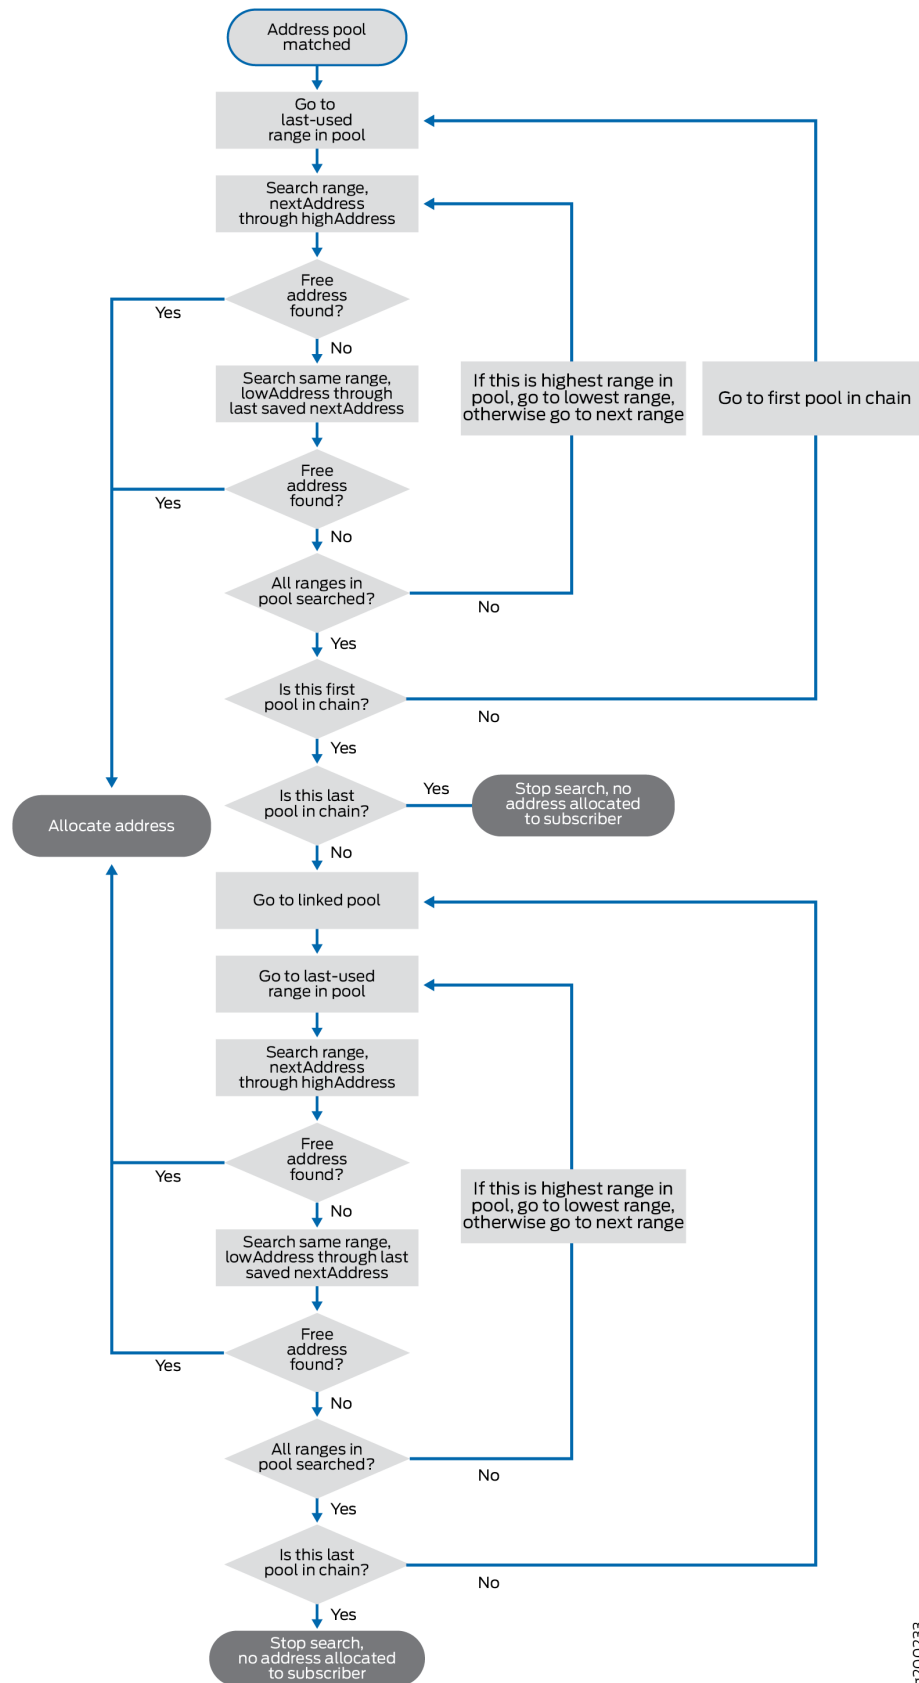 Address pool
matched
Go to
last-used
range in pool
Search range,
nextAddress
through highAddress
Free
address
found?
Yes
No
Search same range,
lowAddress through
last saved nextAddress
If this is highest range in
pool, go to lowest range,
otherwise go to next range
Go to first pool in chain
Free
address
found?
Yes
No
All ranges in
pool searched?
No
Yes
Is this first
pool in chain?
No
Yes
Is this last
pool in chain?
Yes
Stop search, no
address allocated
to subscriber
Allocate address
No
Go to linked pool
Go to last-used
range in pool
Search range,
nextAddress
through highAddress
Free
address
found?
Yes
No
Search same range,
lowAddress through last
saved nextAddress
If this is highest range in
pool, go to lowest range,
otherwise go to next range
Free
address
found?
Yes
No
All ranges in
pool searched?
No
Yes
Is this last
pool in chain?
No
Yes
Stop search,
no address allocated
to subscriber